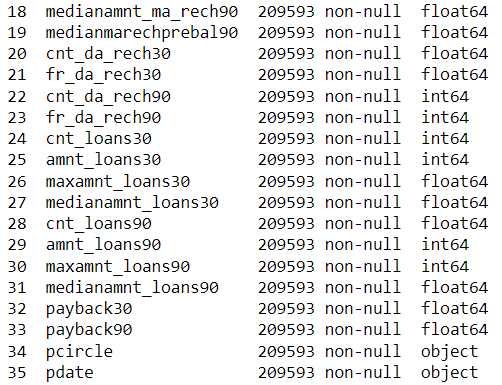 18 medianamnt_ma_rech90 209593 non-null float64
19 medianmarechprebal90 209593 non-null float64
20 cnt_da_rech30 209593 non-null float64
21 fr_da_rech30 209593 non-null float64
22 cnt_da_rech90 209593 non-null int64
23 fr_da_rech90 209593 non-null int64
24 cnt_loans30 209593 non-null int64
25 amnt_loans30 209593 non-null int64
26 maxamnt_loans30 209593 non-null float64
27 medianamnt_loans30 209593 non-null float64
28 cnt_loans90 209593 non-null float64
29 amnt_loans90 209593 non-null int64
30 maxamnt_loans90 209593 non-null int64
31 medianamnt_loans90 209593 non-null float64
32 payback30 209593 non-null float64
33 payback90 209593 non-null float64
34 pcircle 209593 non-null object
35 pdate 209593 non-null object